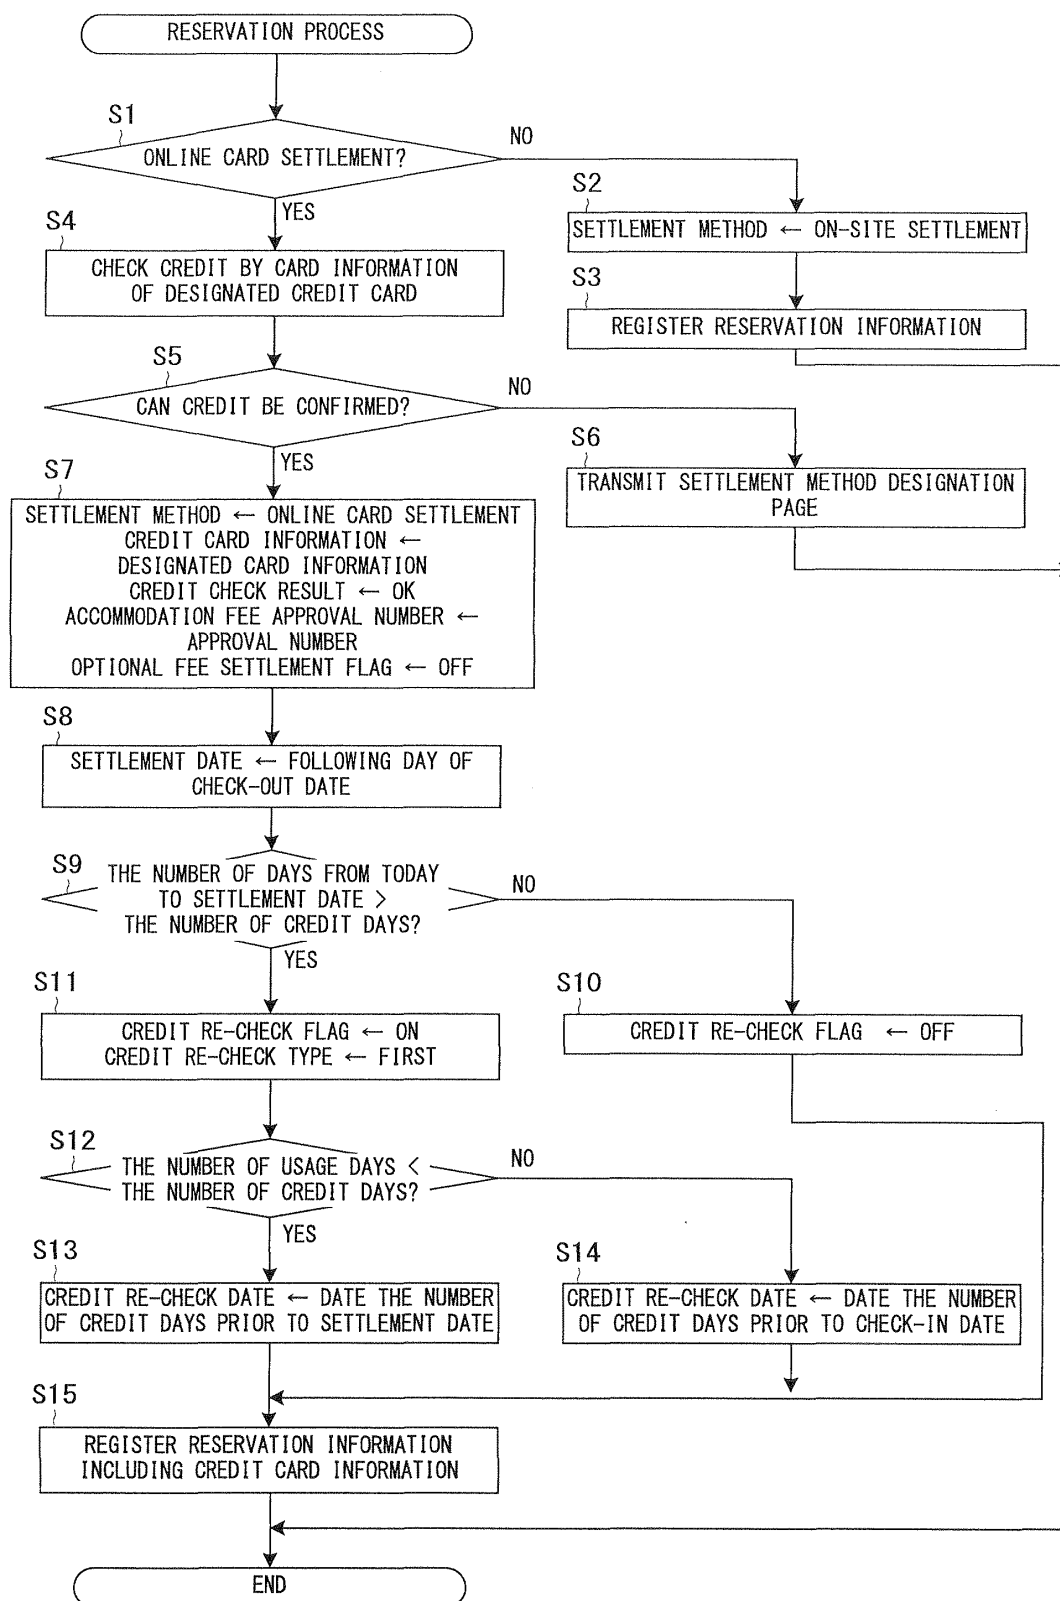 RESERVATION PROCESS
S1
ONLINE CARD SETTLEMENT?
NO
YES
S2
SETTLEMENT METHOD ← ON-SITE SETTLEMENT
S3
REGISTER RESERVATION INFORMATION
S4
CHECK CREDIT BY CARD INFORMATION
OF DESIGNATED CREDIT CARD
S5
CAN CREDIT BE CONFIRMED?
NO
YES
S6
TRANSMIT SETTLEMENT METHOD DESIGNATION
PAGE
S7
SETTLEMENT METHOD ← ONLINE CARD SETTLEMENT
CREDIT CARD INFORMATION ←
DESIGNATED CARD INFORMATION
CREDIT CHECK RESULT ← OK
ACCOMMODATION FEE APPROVAL NUMBER ←
APPROVAL NUMBER
OPTIONAL FEE SETTLEMENT FLAG ← OFF
S8
SETTLEMENT DATE ← FOLLOWING DAY OF
CHECK-OUT DATE
S9
THE NUMBER OF DAYS FROM TODAY
TO SETTLEMENT DATE >
THE NUMBER OF CREDIT DAYS?
NO
YES
S10
CREDIT RE-CHECK FLAG ← OFF
S11
CREDIT RE-CHECK FLAG ← ON
CREDIT RE-CHECK TYPE ← FIRST
S12
THE NUMBER OF USAGE DAYS <
THE NUMBER OF CREDIT DAYS?
NO
YES
S13
CREDIT RE-CHECK DATE ← DATE THE NUMBER
OF CREDIT DAYS PRIOR TO SETTLEMENT DATE
S14
CREDIT RE-CHECK DATE ← DATE THE NUMBER
OF CREDIT DAYS PRIOR TO CHECK-IN DATE
S15
REGISTER RESERVATION INFORMATION
INCLUDING CREDIT CARD INFORMATION
END